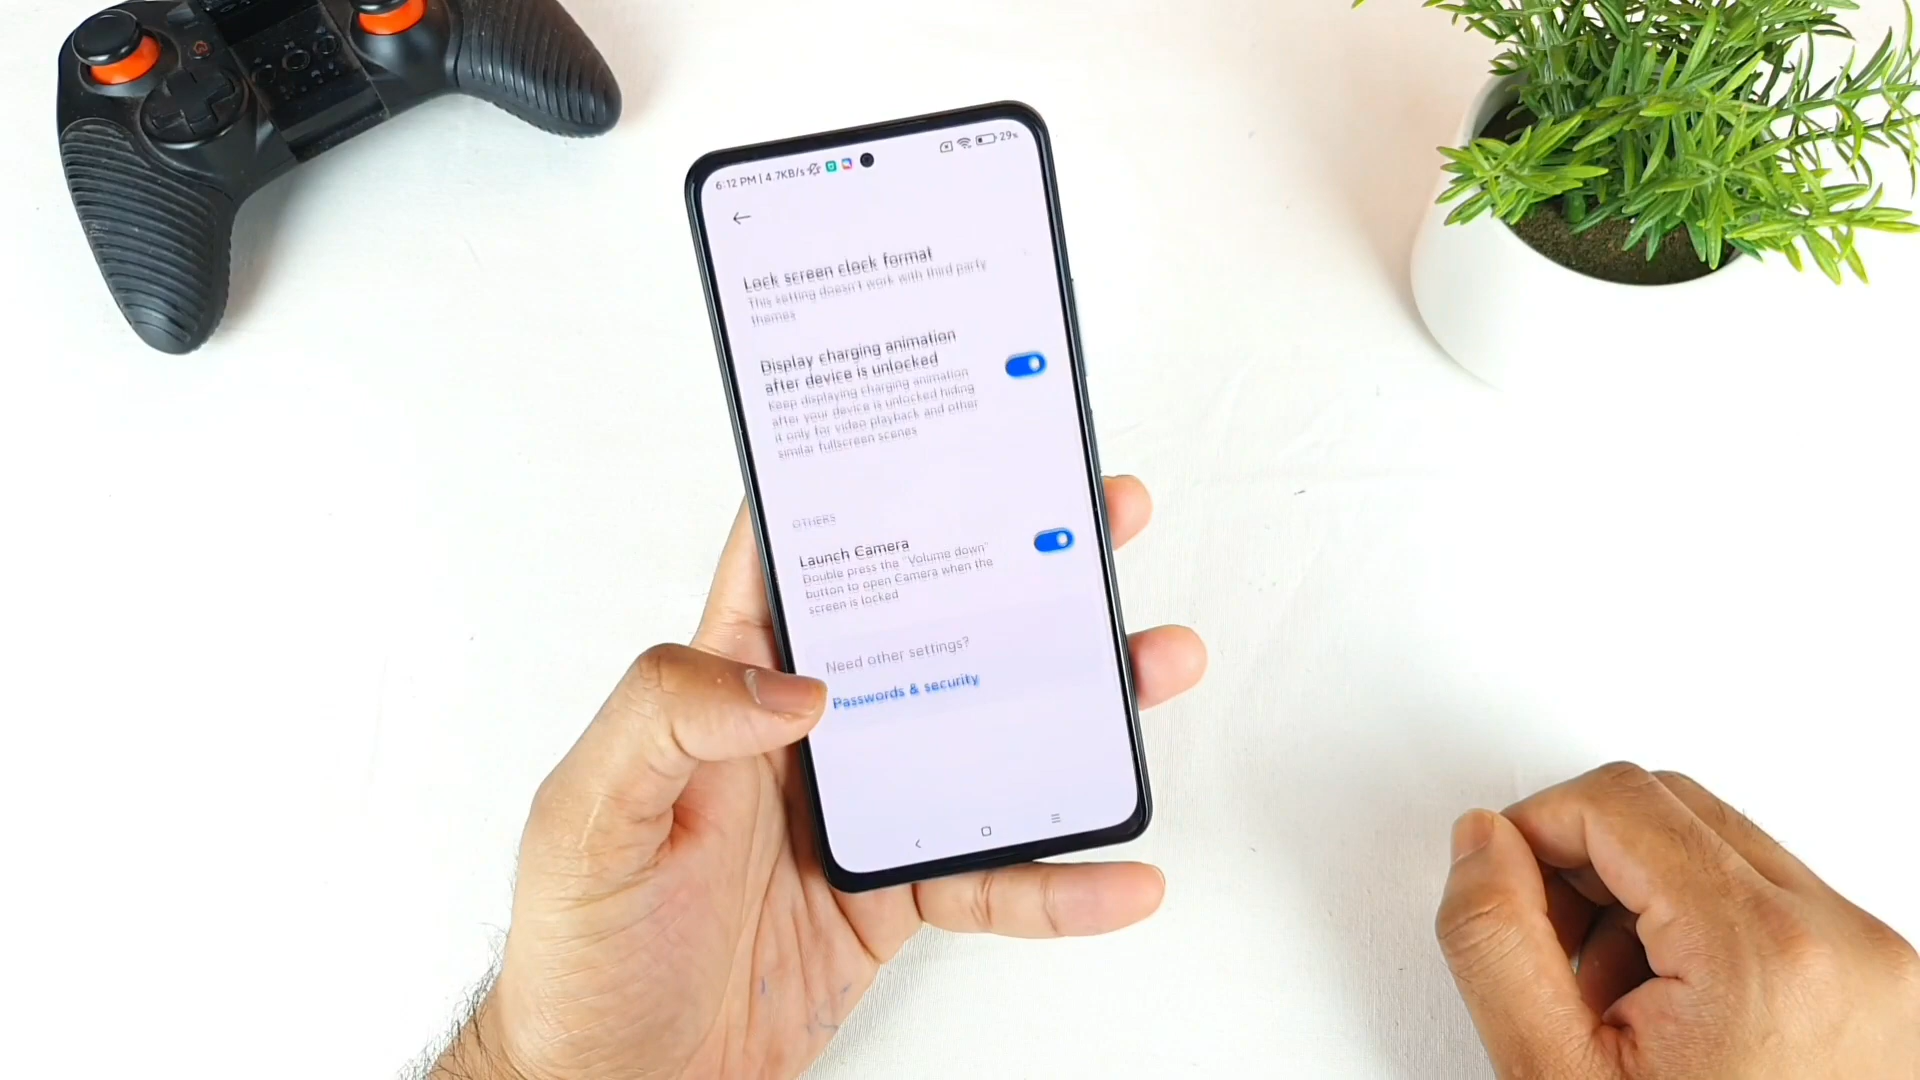 6:12 PM | 4.7KB/s
29%
Lock screen clock format
This setting doesn't work with third party
themes
Display charging animation
after device is unlocked
Keep displaying charging animation
after your device is unlocked hiding
it only for video playback and other
similar fullscreen scenes
OTHERS
Launch Camera
Double press the "Volume down"
button to open Camera when the
screen is locked
Need other settings?
Passwords & security